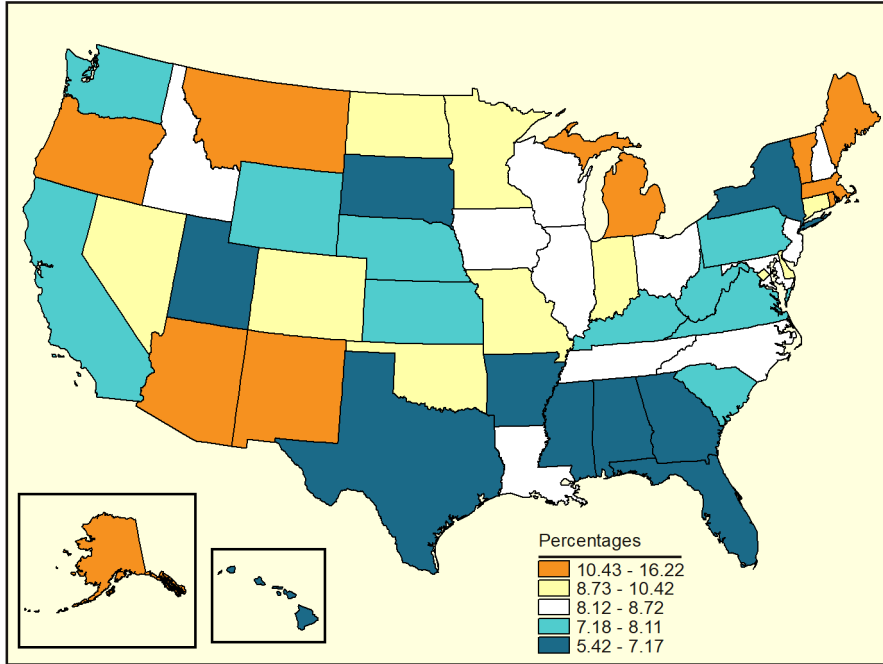 Percentages
10.43 - 16.22
8.73 - 10.42
8.12 - 8.72
7.18 - 8.11
5.42 - 7.17